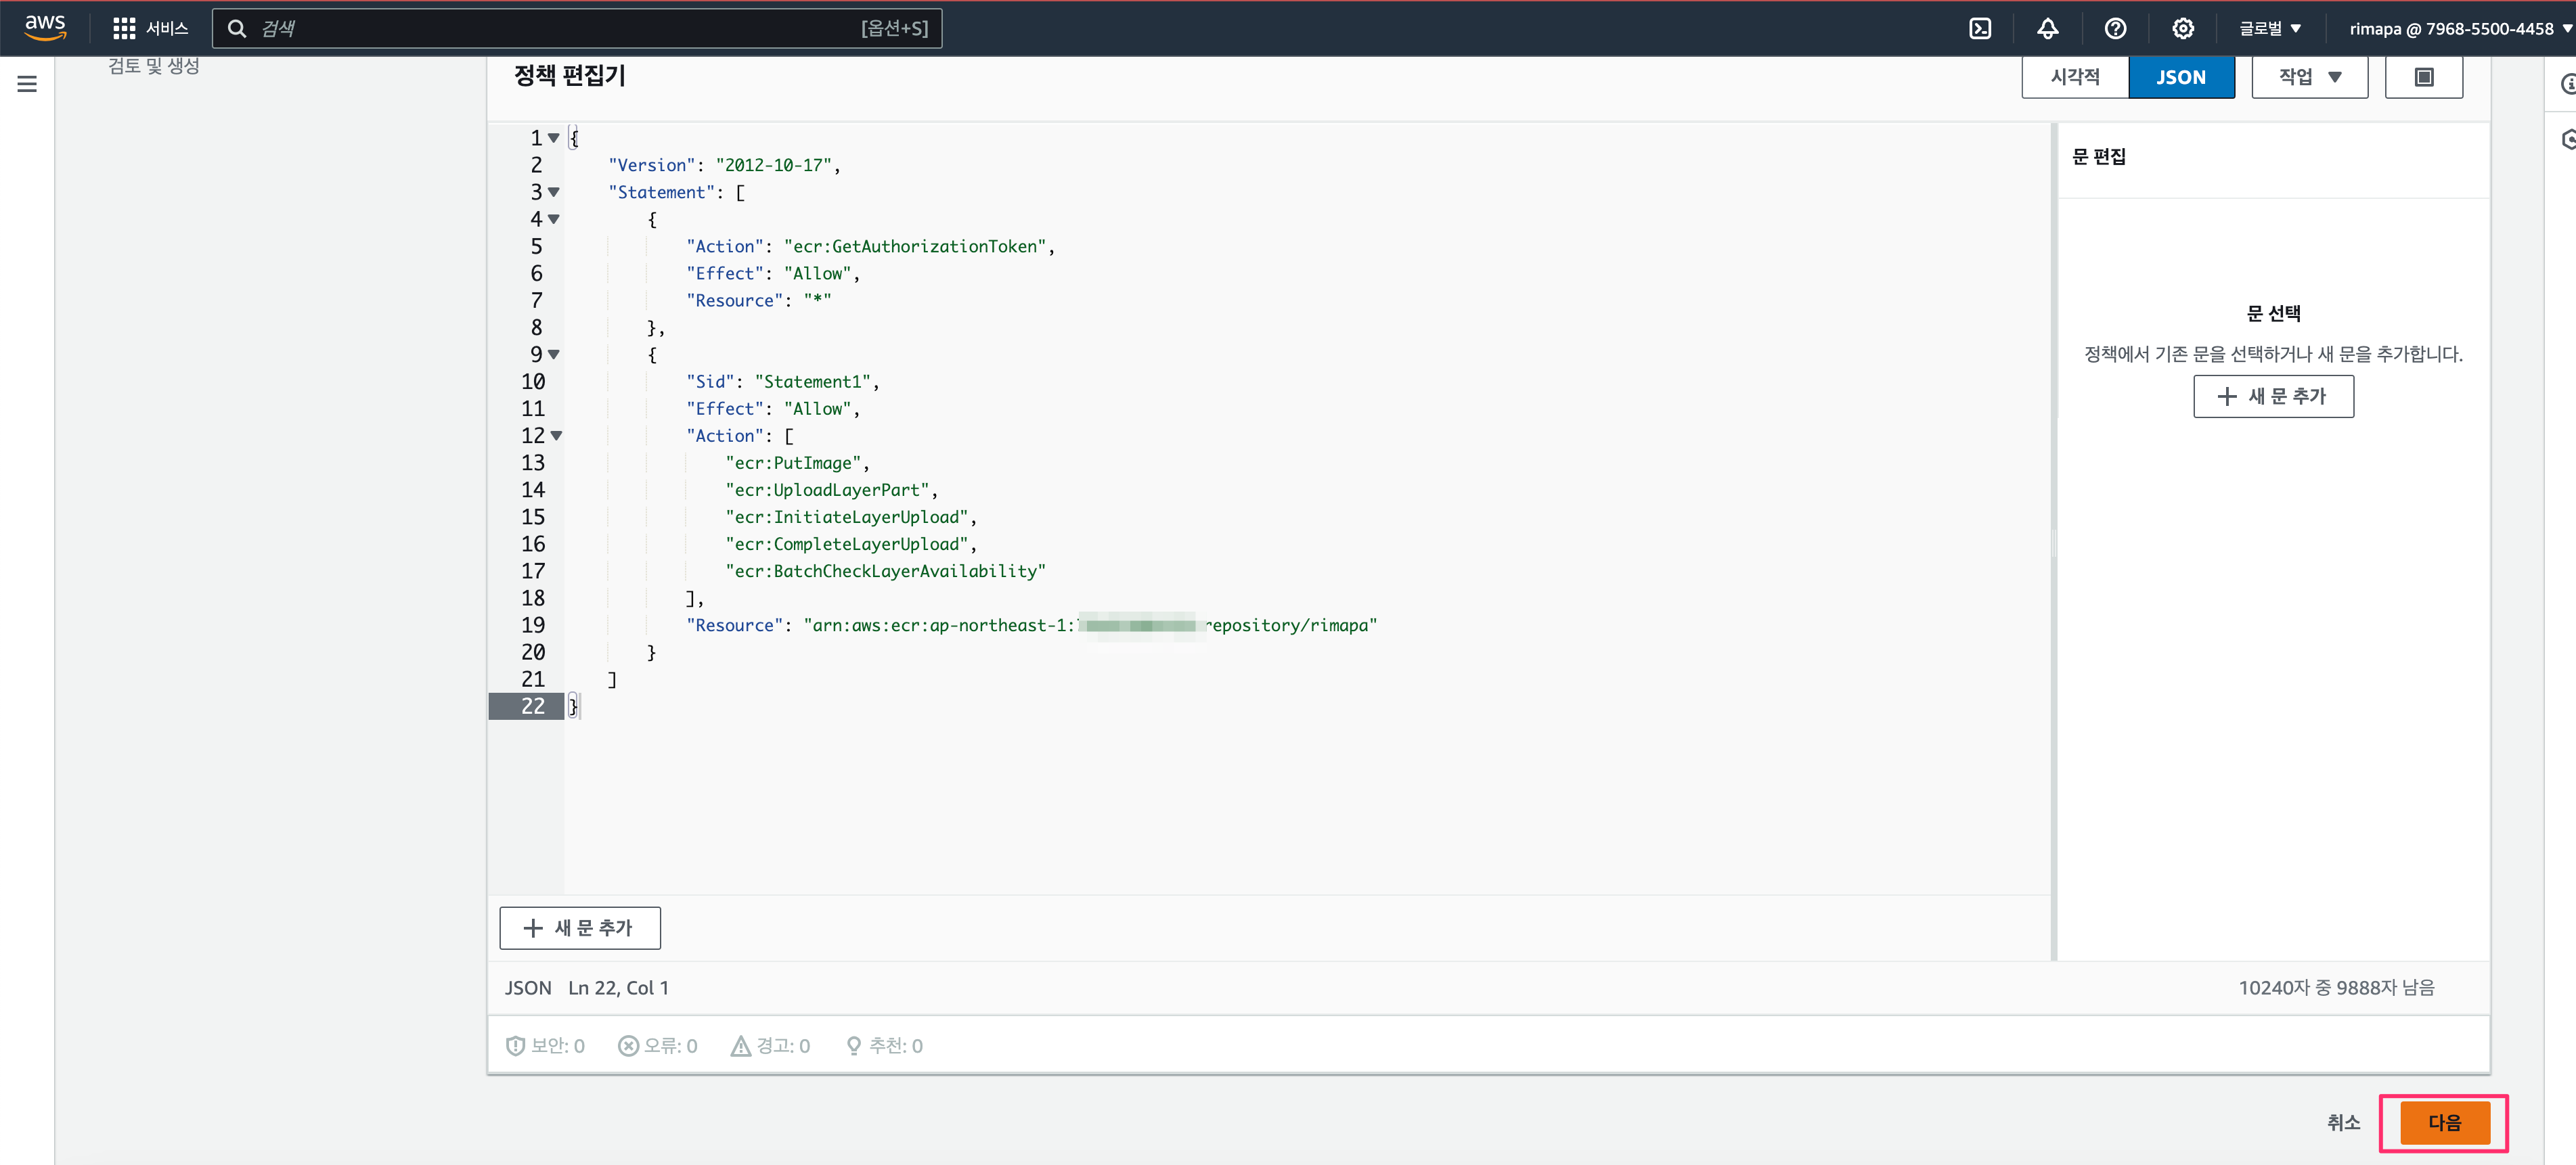 aws
서비스
검색
[옵션+S]
글로벌
rimapa @ 7968-5500-4458
검토 및 생성
정책 편집기
시각적
JSON
작업
1 {
2 "Version": "2012-10-17",
3 "Statement": [
4 {
5 "Action": "ecr:GetAuthorizationToken",
6 "Effect": "Allow",
7 "Resource": "*"
8 },
9 {
10 "Sid": "Statement1",
11 "Effect": "Allow",
12 "Action": [
13 "ecr:PutImage",
14 "ecr:UploadLayerPart",
15 "ecr:InitiateLayerUpload",
16 "ecr:CompleteLayerUpload",
17 "ecr:BatchCheckLayerAvailability"
18 ],
19 "Resource": "arn:aws:ecr:ap-northeast-1: repository/rimapa"
20 }
21 ]
22 }
문 편집
문 선택
정책에서 기존 문을 선택하거나 새 문을 추가합니다.
+ 새 문 추가
+ 새 문 추가
JSON Ln 22, Col 1
10240자 중 9888자 남음
보안: 0 오류: 0 경고: 0 추천: 0
취소
다음